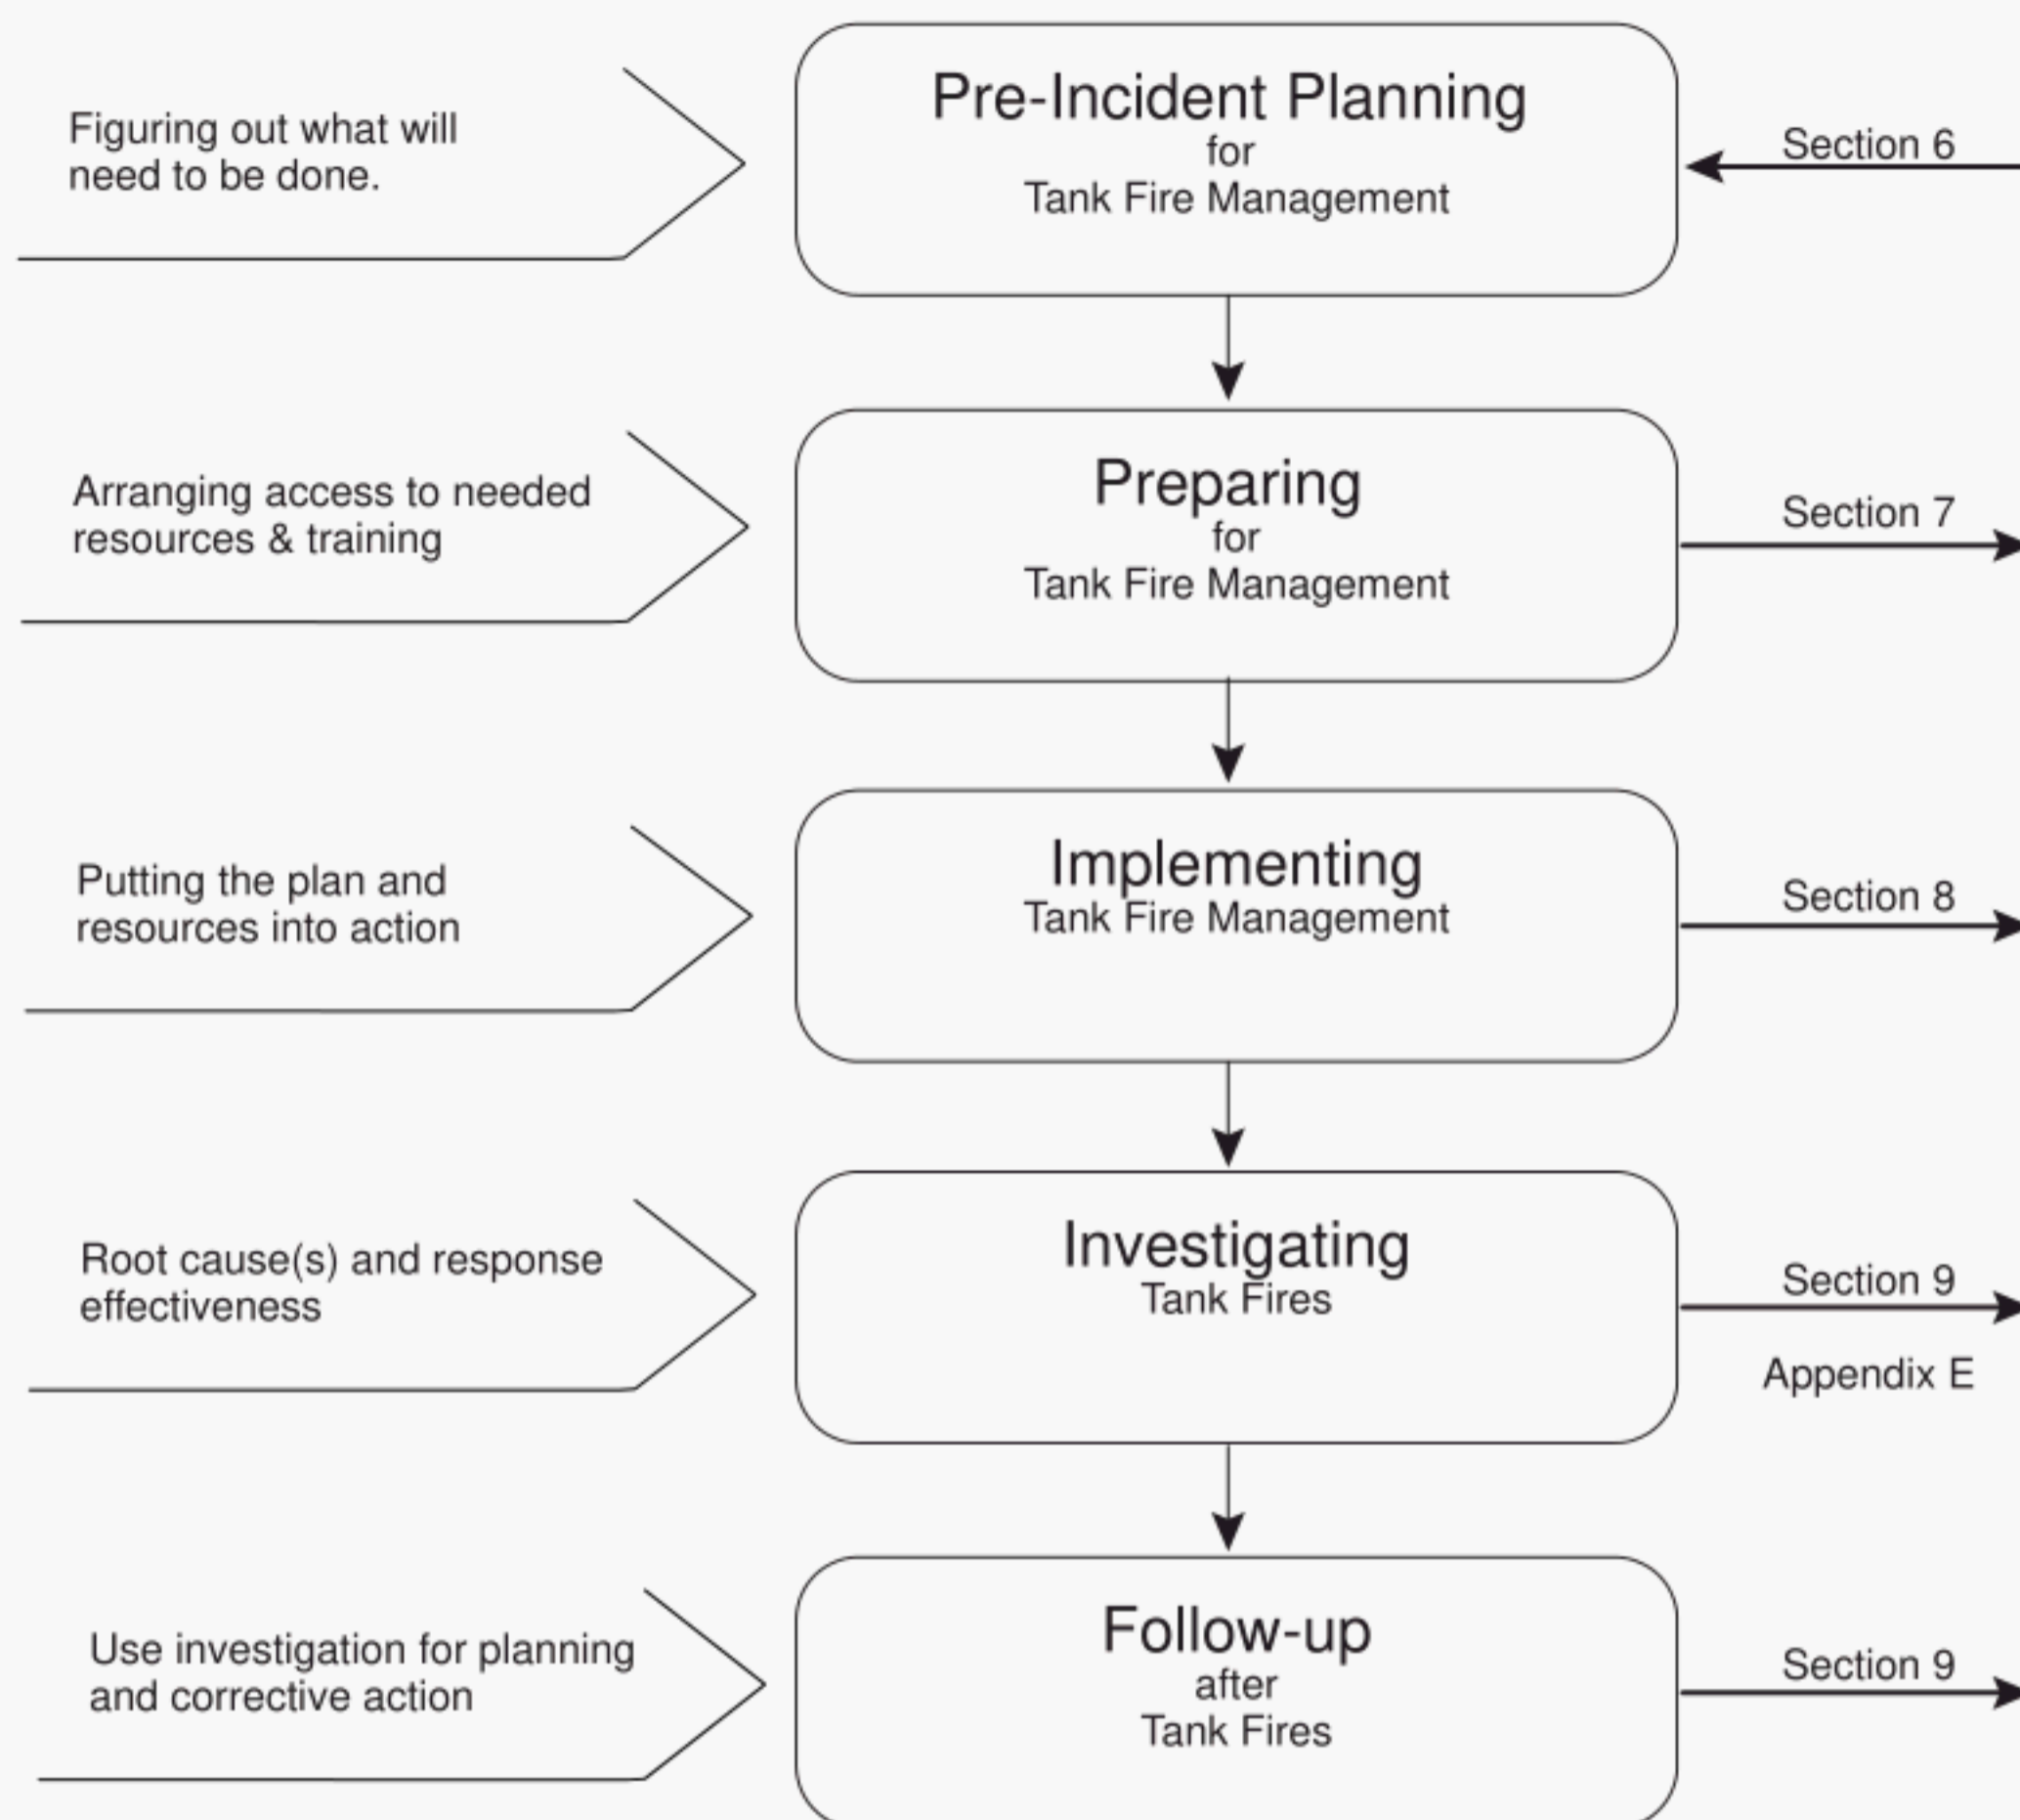 Figuring out what will
need to be done.
Pre-Incident Planning
for
Tank Fire Management
Section 6
Arranging access to needed
resources & training
Preparing
for
Tank Fire Management
Section 7
Putting the plan and
resources into action
Implementing
Tank Fire Management
Section 8
Root cause(s) and response
effectiveness
Investigating
Tank Fires
Section 9
Appendix E
Use investigation for planning
and corrective action
Follow-up
after
Tank Fires
Section 9